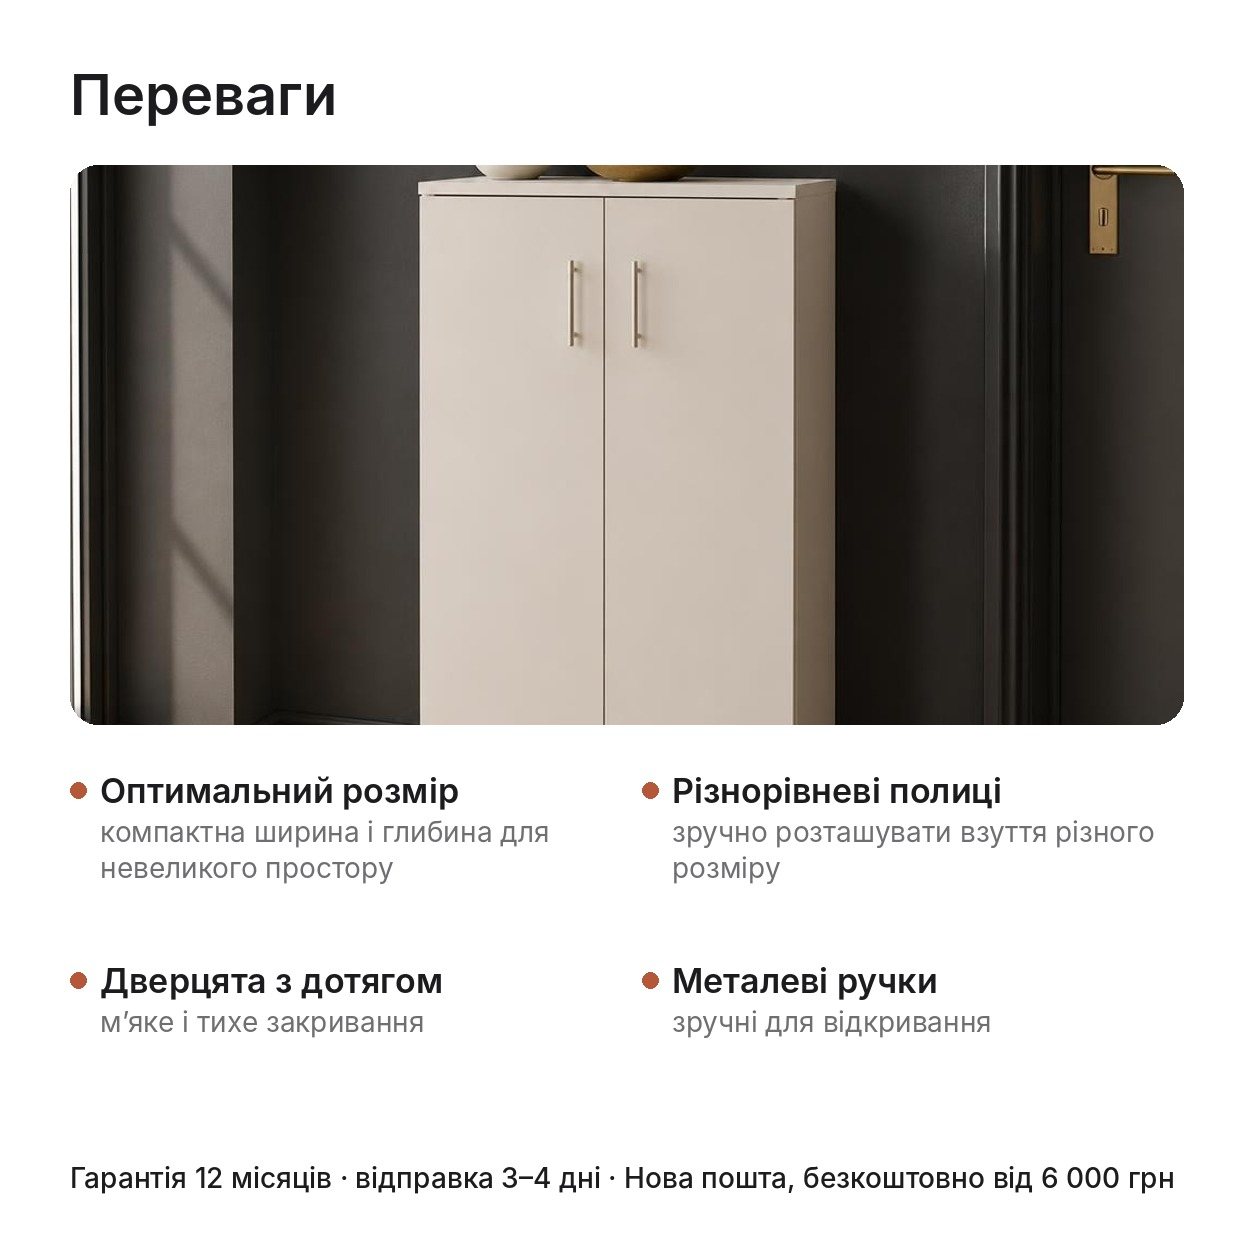 Переваги
Оптимальний розмір
компактна ширина і глибина для
невеликого простору
Різнорівневі полиці
зручно розташувати взуття різного
розміру
Дверцята з дотягом
м’яке і тихе закривання
Металеві ручки
зручні для відкривання
Гарантія 12 місяців · відправка 3–4 дні · Нова пошта, безкоштовно від 6 000 грн